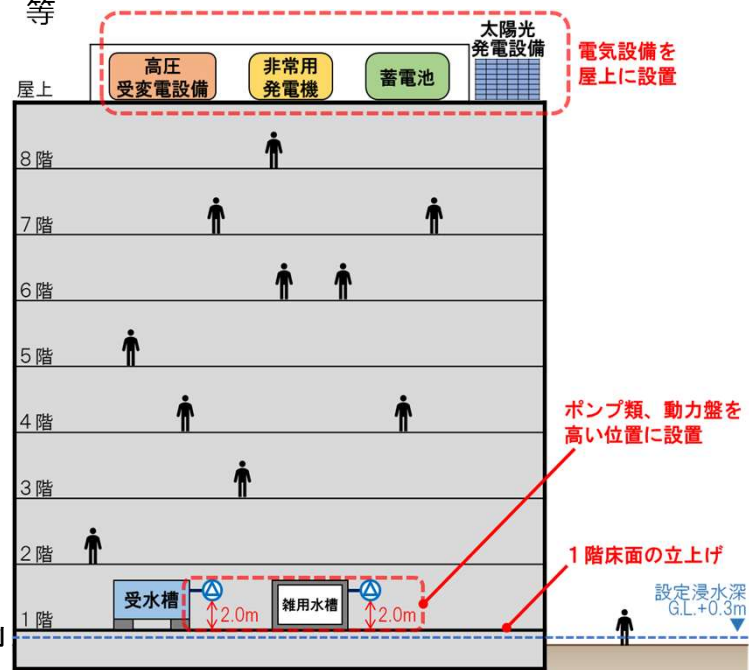 等
高圧
受変電設備
非常用
発電機
蓄電池
太陽光
発電設備
電気設備を
屋上に設置
屋上
8階
7階
6階
5階
4階
ポンプ類、動力盤を
高い位置に設置
3階
2階
1階床面の立上げ
受水槽
2.0m
雑用水槽
2.0m
設定浸水深
G.L.+0.3m
1階